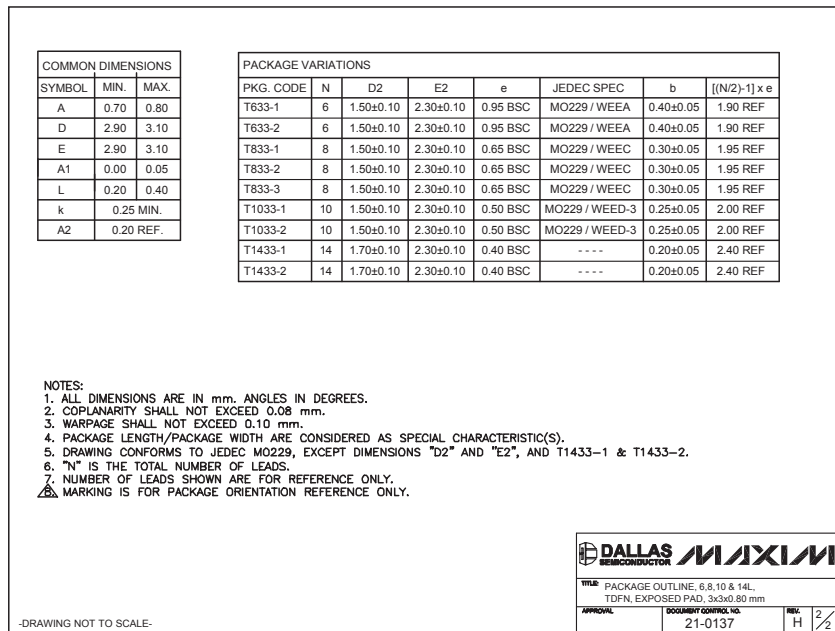 COMMON DIMENSIONS
SYMBOL MIN. MAX.
A 0.70 0.80
D 2.90 3.10
E 2.90 3.10
A1 0.00 0.05
L 0.20 0.40
k 0.25 MIN.
A2 0.20 REF.
PACKAGE VARIATIONS
PKG. CODE N D2 E2 e JEDEC SPEC b [(N/2)-1] x e
T633-1 6 1.50±0.10 2.30±0.10 0.95 BSC MO229 / WEEA 0.40±0.05 1.90 REF
T633-2 6 1.50±0.10 2.30±0.10 0.95 BSC MO229 / WEEA 0.40±0.05 1.90 REF
T833-1 8 1.50±0.10 2.30±0.10 0.65 BSC MO229 / WEEC 0.30±0.05 1.95 REF
T833-2 8 1.50±0.10 2.30±0.10 0.65 BSC MO229 / WEEC 0.30±0.05 1.95 REF
T833-3 8 1.50±0.10 2.30±0.10 0.65 BSC MO229 / WEEC 0.30±0.05 1.95 REF
T1033-1 10 1.50±0.10 2.30±0.10 0.50 BSC MO229 / WEED-3 0.25±0.05 2.00 REF
T1033-2 10 1.50±0.10 2.30±0.10 0.50 BSC MO229 / WEED-3 0.25±0.05 2.00 REF
T1433-1 14 1.70±0.10 2.30±0.10 0.40 BSC - - - - 0.20±0.05 2.40 REF
T1433-2 14 1.70±0.10 2.30±0.10 0.40 BSC - - - - 0.20±0.05 2.40 REF
NOTES:
1. ALL DIMENSIONS ARE IN mm. ANGLES IN DEGREES.
2. COPLANARITY SHALL NOT EXCEED 0.08 mm.
3. WARPAGE SHALL NOT EXCEED 0.10 mm.
4. PACKAGE LENGTH/PACKAGE WIDTH ARE CONSIDERED AS SPECIAL CHARACTERISTIC(S).
5. DRAWING CONFORMS TO JEDEC MO229, EXCEPT DIMENSIONS "D2" AND "E2", AND T1433-1 & T1433-2.
6. "N" IS THE TOTAL NUMBER OF LEADS.
7. NUMBER OF LEADS SHOWN ARE FOR REFERENCE ONLY.
8. MARKING IS FOR PACKAGE ORIENTATION REFERENCE ONLY.
DALLAS SEMICONDUCTOR MAXIM
TITLE: PACKAGE OUTLINE, 6,8,10 & 14L,
TDFN, EXPOSED PAD, 3x3x0.80 mm
APPROVAL DOCUMENT CONTROL NO. REV.
21-0137 H 2/2
-DRAWING NOT TO SCALE-